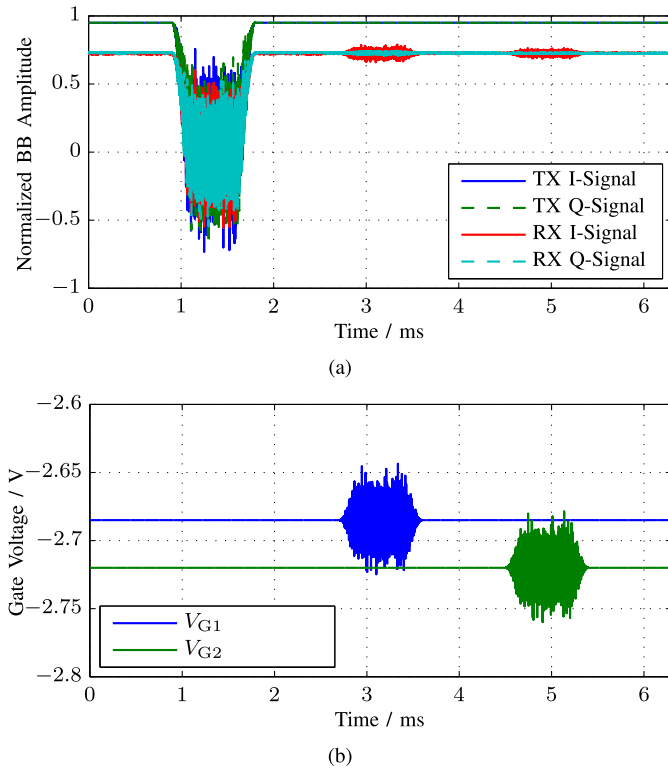 1
0.5
0
−0.5
−1
Normalized BB Amplitude
TX I-Signal
TX Q-Signal
RX I-Signal
RX Q-Signal
0 1 2 3 4 5 6
Time / ms
(a)
−2.6
−2.65
−2.7
−2.75
−2.8
Gate Voltage / V
VG1
VG2
0 1 2 3 4 5 6
Time / ms
(b)